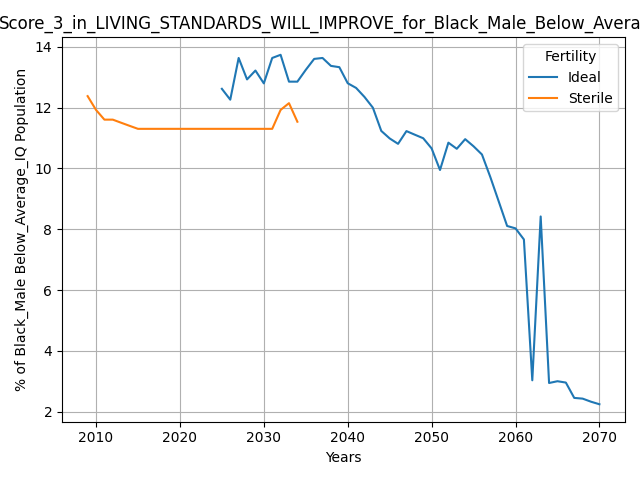 Score_3_in_LIVING_STANDARDS_WILL_IMPROVE_for_Black_Male_Below_Avera
Fertility
Ideal
Sterile
% of Black_Male Below_Average_IQ Population
14
12
10
8
6
4
2
2010 2020 2030 2040 2050 2060 2070
Years